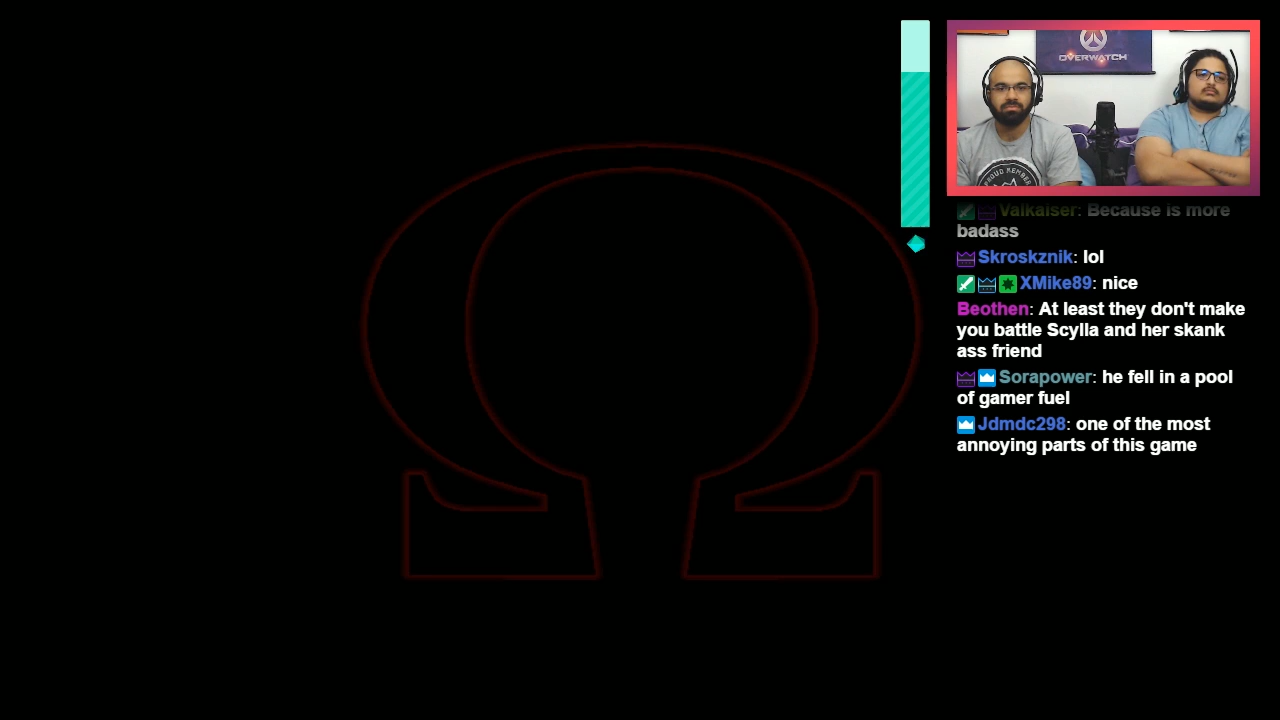 OVERWATCH
PROUD MEMBER
Valkaiser: Because is more
badass
Skroskznik: lol
XMike89: nice
Beothen: At least they don't make
you battle Scylla and her skank
ass friend
Sorapower: he fell in a pool
of gamer fuel
Jdmdc298: one of the most
annoying parts of this game